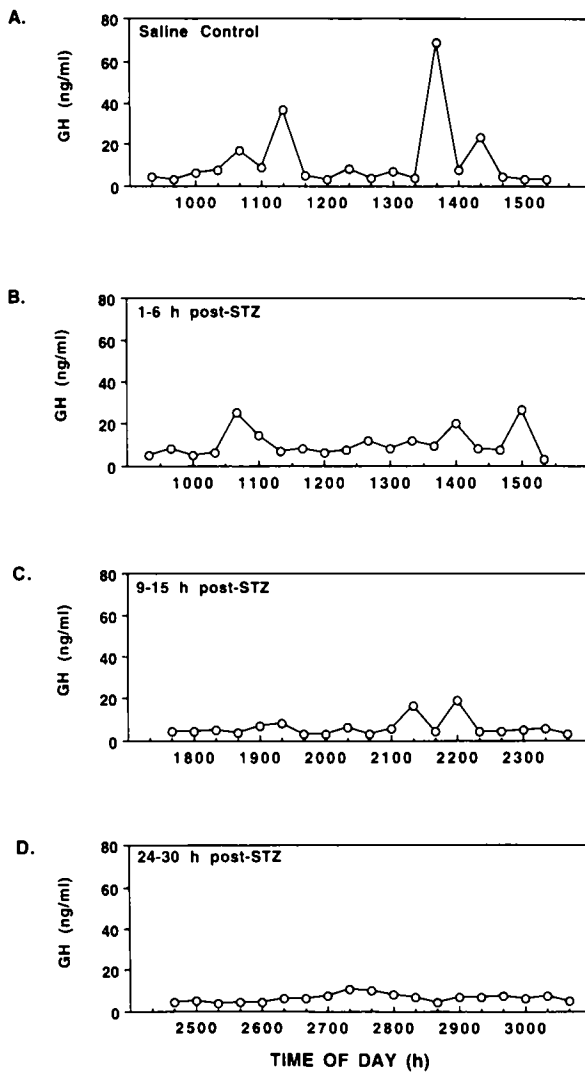 A.
Saline Control
GH (ng/ml)
80
60
40
20
0
1000 1100 1200 1300 1400 1500
B.
1-6 h post-STZ
GH (ng/ml)
80
60
40
20
0
1000 1100 1200 1300 1400 1500
C.
9-15 h post-STZ
GH (ng/ml)
80
60
40
20
0
1800 1900 2000 2100 2200 2300
D.
24-30 h post-STZ
GH (ng/ml)
80
60
40
20
0
2500 2600 2700 2800 2900 3000
TIME OF DAY (h)